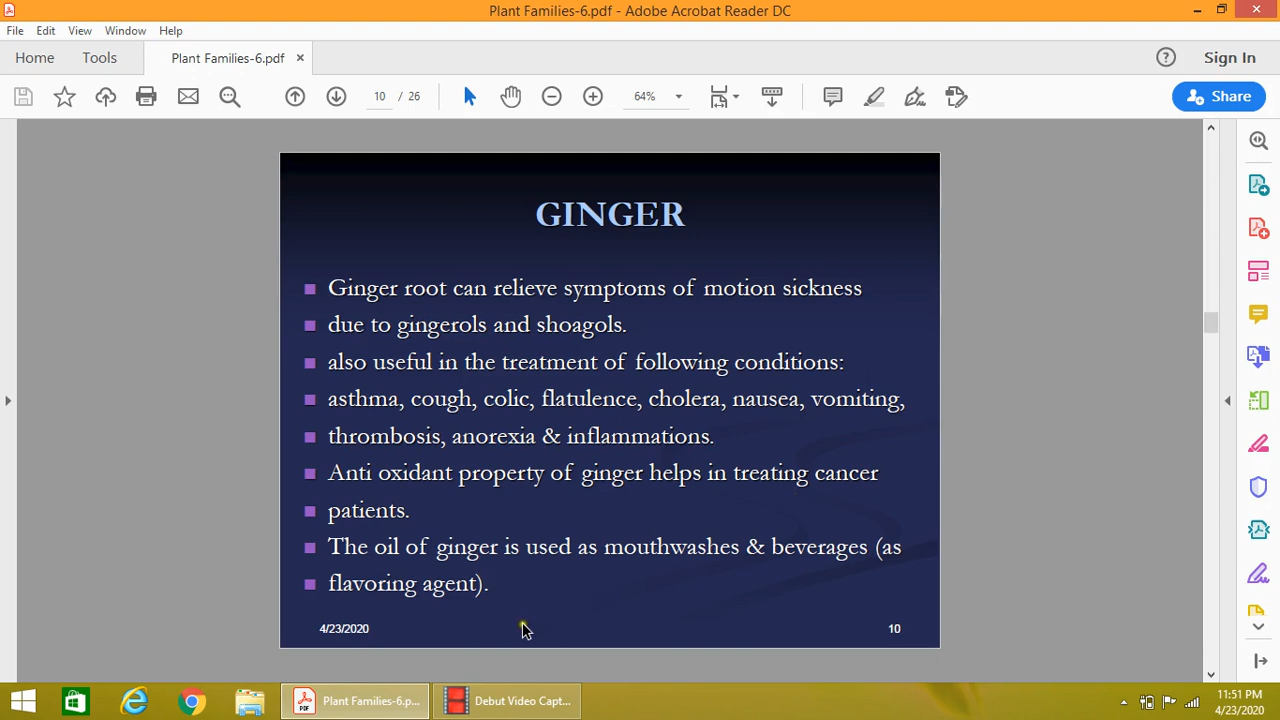 Plant Families-6.pdf - Adobe Acrobat Reader DC
File Edit View Window Help
Home Tools Plant Families-6.pdf × Sign In
10 / 26 64% Share
GINGER
Ginger root can relieve symptoms of motion sickness
due to gingerols and shoagols.
also useful in the treatment of following conditions:
asthma, cough, colic, flatulence, cholera, nausea, vomiting,
thrombosis, anorexia & inflammations.
Anti oxidant property of ginger helps in treating cancer
patients.
The oil of ginger is used as mouthwashes & beverages (as
flavoring agent).
4/23/2020 10
Plant Families-6.p... Debut Video Capt... 11:51 PM
4/23/2020